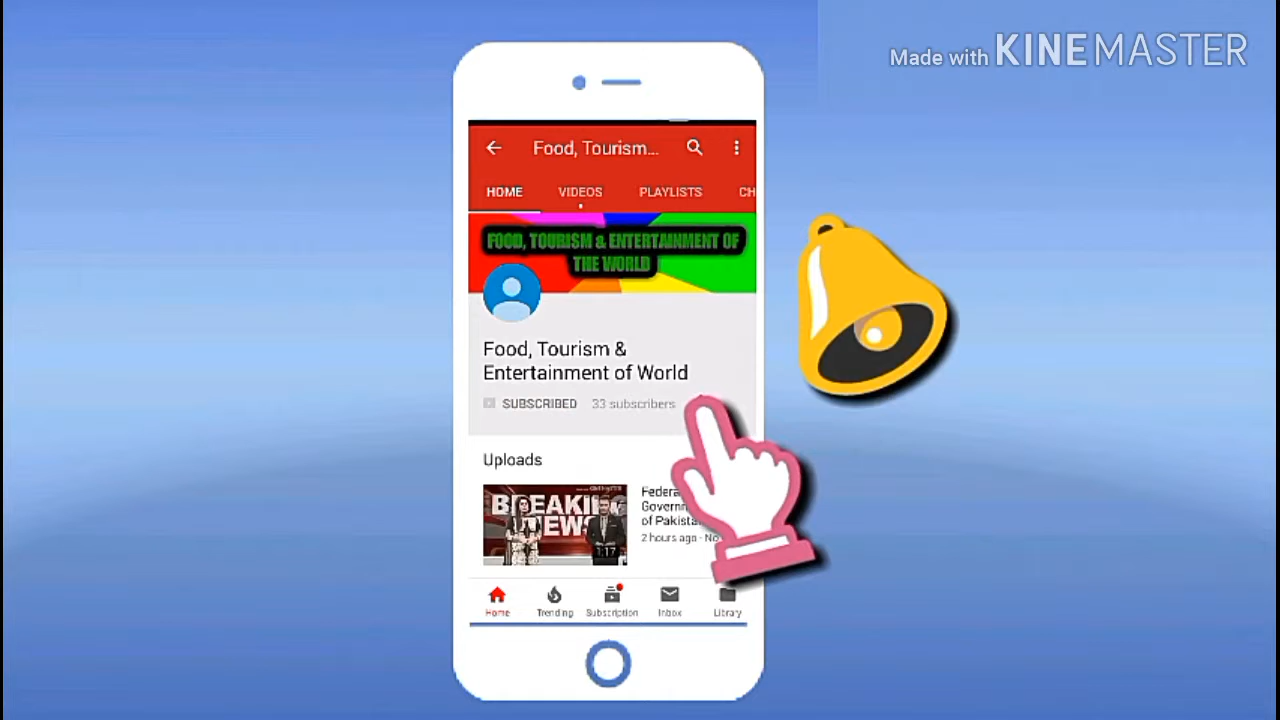 Made with KINEMASTER
Food, Tourism...
HOME VIDEOS PLAYLISTS CH
FOOD, TOURISM & ENTERTAINMENT OF
THE WORLD
Food, Tourism &
Entertainment of World
SUBSCRIBED 33 subscribers
Uploads
BREAKING
NEWS
1:17
Federa
Governm
of Pakista
2 hours ago · No
Home Trending Subscription Inbox Library